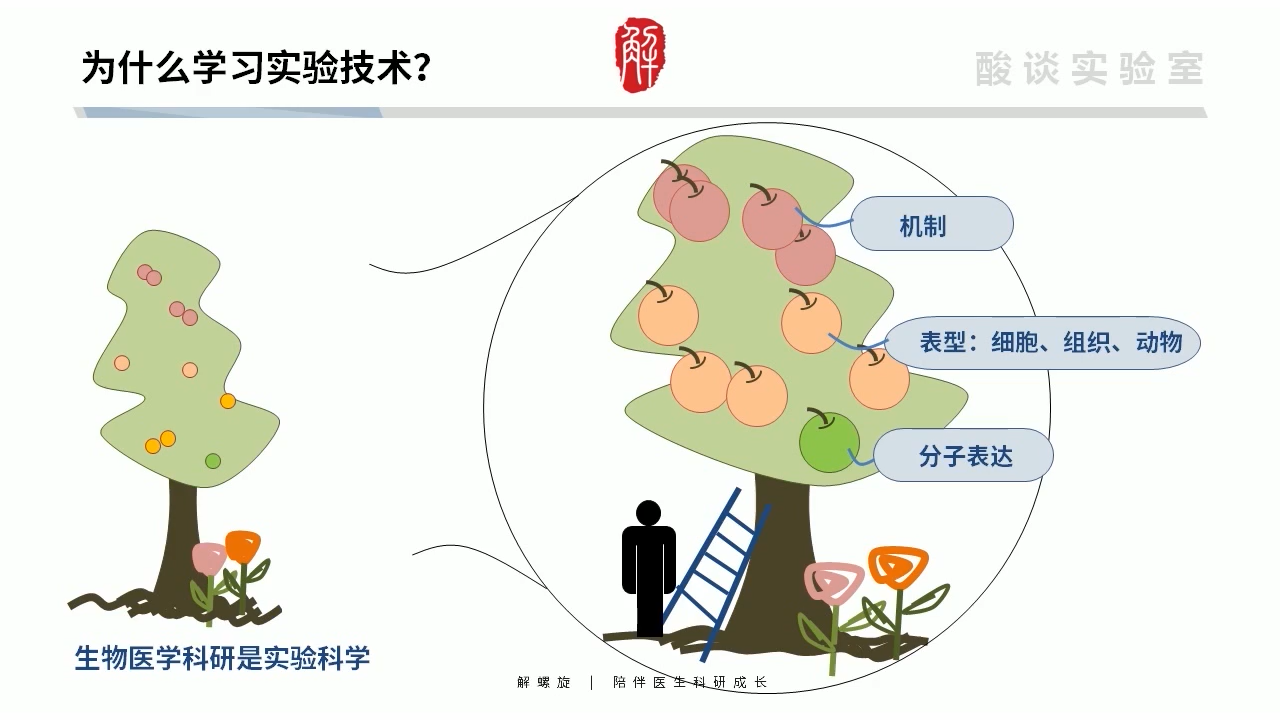 为什么学习实验技术？
解
酸谈实验室
机制
表型：细胞、组织、动物
分子表达
生物医学科研是实验科学
解螺旋 | 陪伴医生科研成长